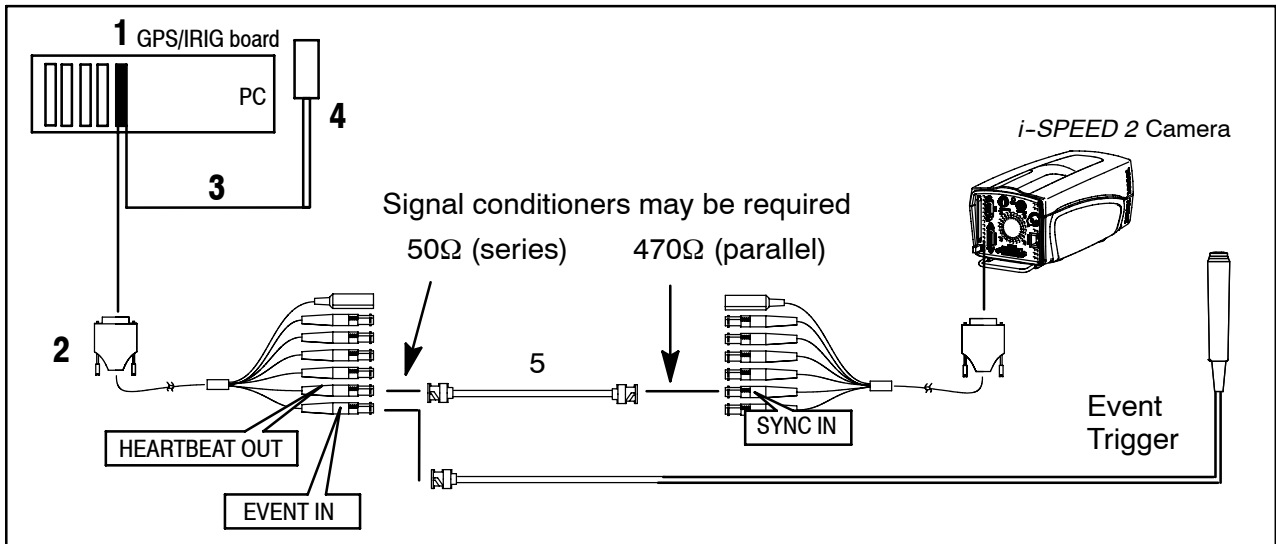 1 GPS/IRIG board
PC
4
3
i-SPEED 2 Camera
Signal conditioners may be required
50Ω (series) 470Ω (parallel)
2
5
HEARTBEAT OUT
SYNC IN
Event
Trigger
EVENT IN